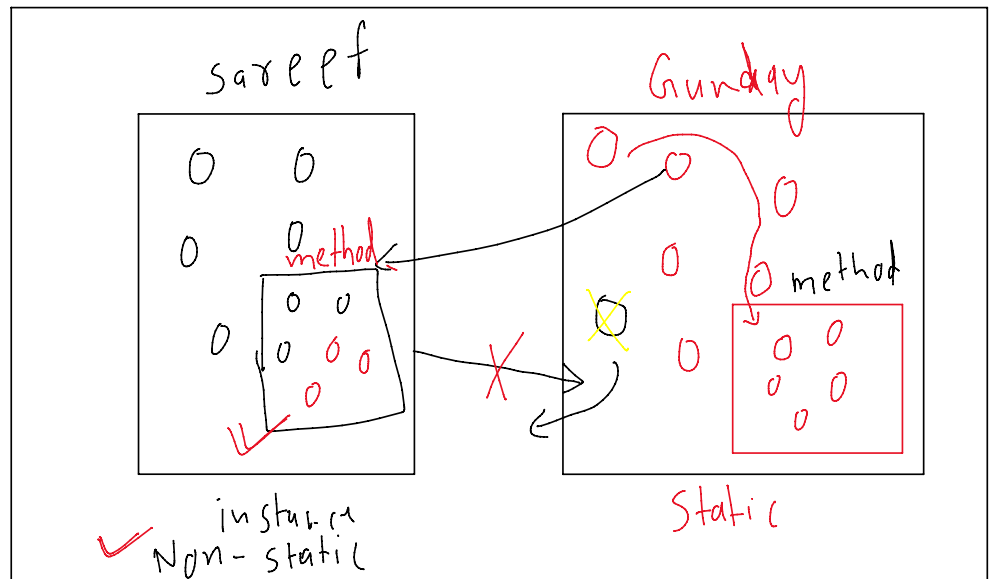 sareef
Gunday
method
method
instance
Non-static
Static